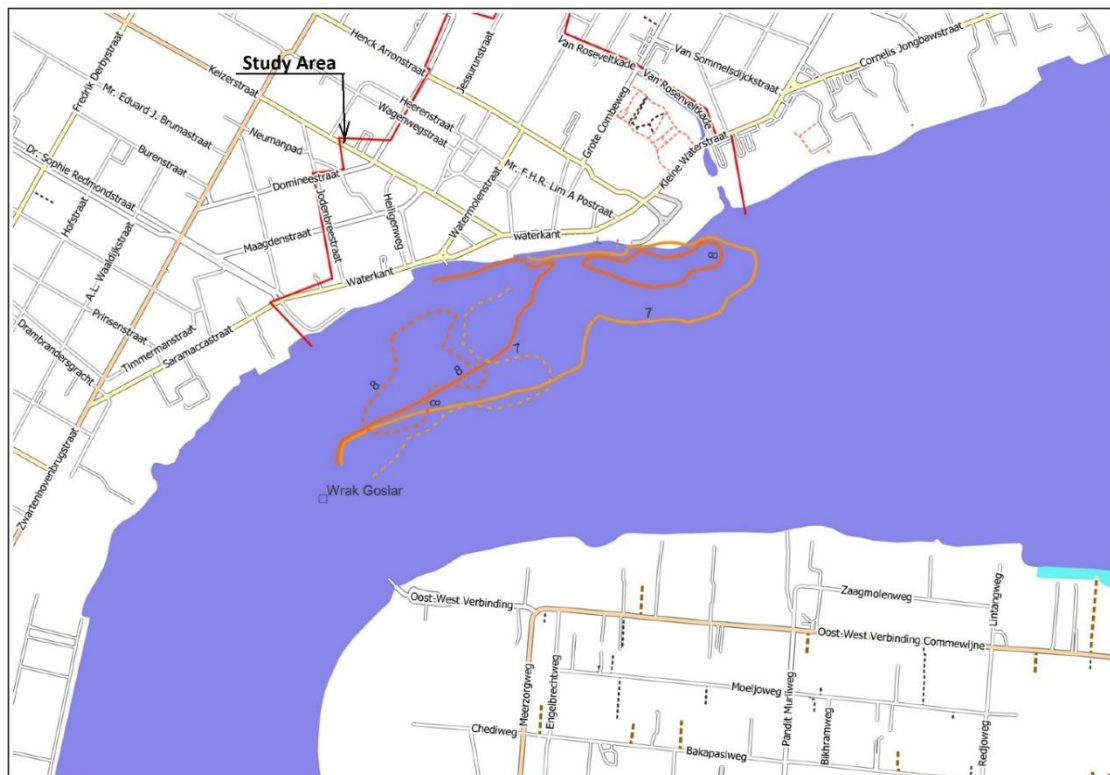 Study Area
Fredrik Derbystraat
Keizerstraat
Henck Arronstraat
Jessurunstraat
Van Roseveltkade
Van Sommelsdijckstraat
Cornelis Jongbawstraat
Van Rosenveltkade
Mr. Eduard J. Brumastraat
Neumanpad
Heerenstraat
Wagenwegstraat
Grote Combeweg
Burenstraat
Dr. Sophie Redmondstraat
Domineestraat
Mr. F.H.R. Lim A Postraat
Kleine Waterstraat
Hofstraat
A.L. Waaldijkstraat
Jodenbreestraat
Heiligenweg
Watermolenstraat
Maagdenstraat
waterkant
Waterkant
8
7
Prinsenstraat
Timmermanstraat
Saramaccastraat
Drambrandersgracht
7
8
8
8
Zwartenhovenbrugstraat
Wrak Goslar
Oost-West Verbinding
Zaagmolenweg
Lintangweg
Oost-West Verbinding Commewijne
Meerzorgweg
Engelbrechtweg
Moeljoweg
Pandit Murliweg
Bikhramweg
Redjoweg
Chediweg
Bakapasiweg